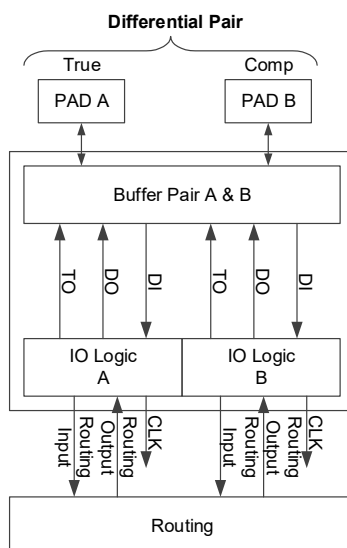 Differential Pair
True
Comp
PAD A
PAD B
Buffer Pair A & B
TO
DO
DI
TO
DO
DI
IO Logic
A
IO Logic
B
Routing
Input
Routing
Output
CLK
Routing
Input
Routing
Output
CLK
Routing